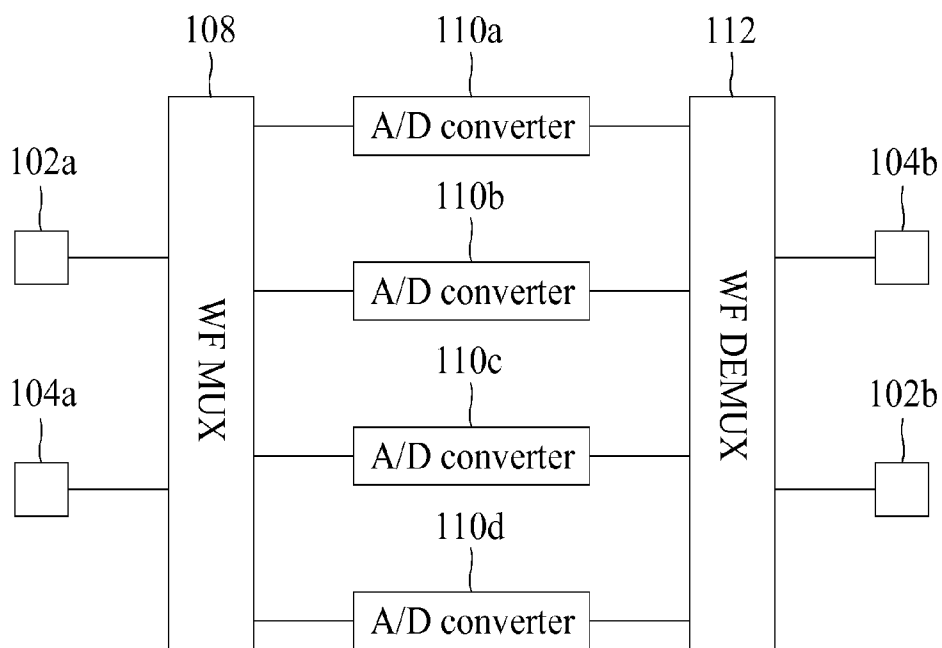 108
110a
112
A/D converter
102a
110b
104b
A/D converter
WF MUX
WF DEMUX
104a
110c
102b
A/D converter
110d
A/D converter